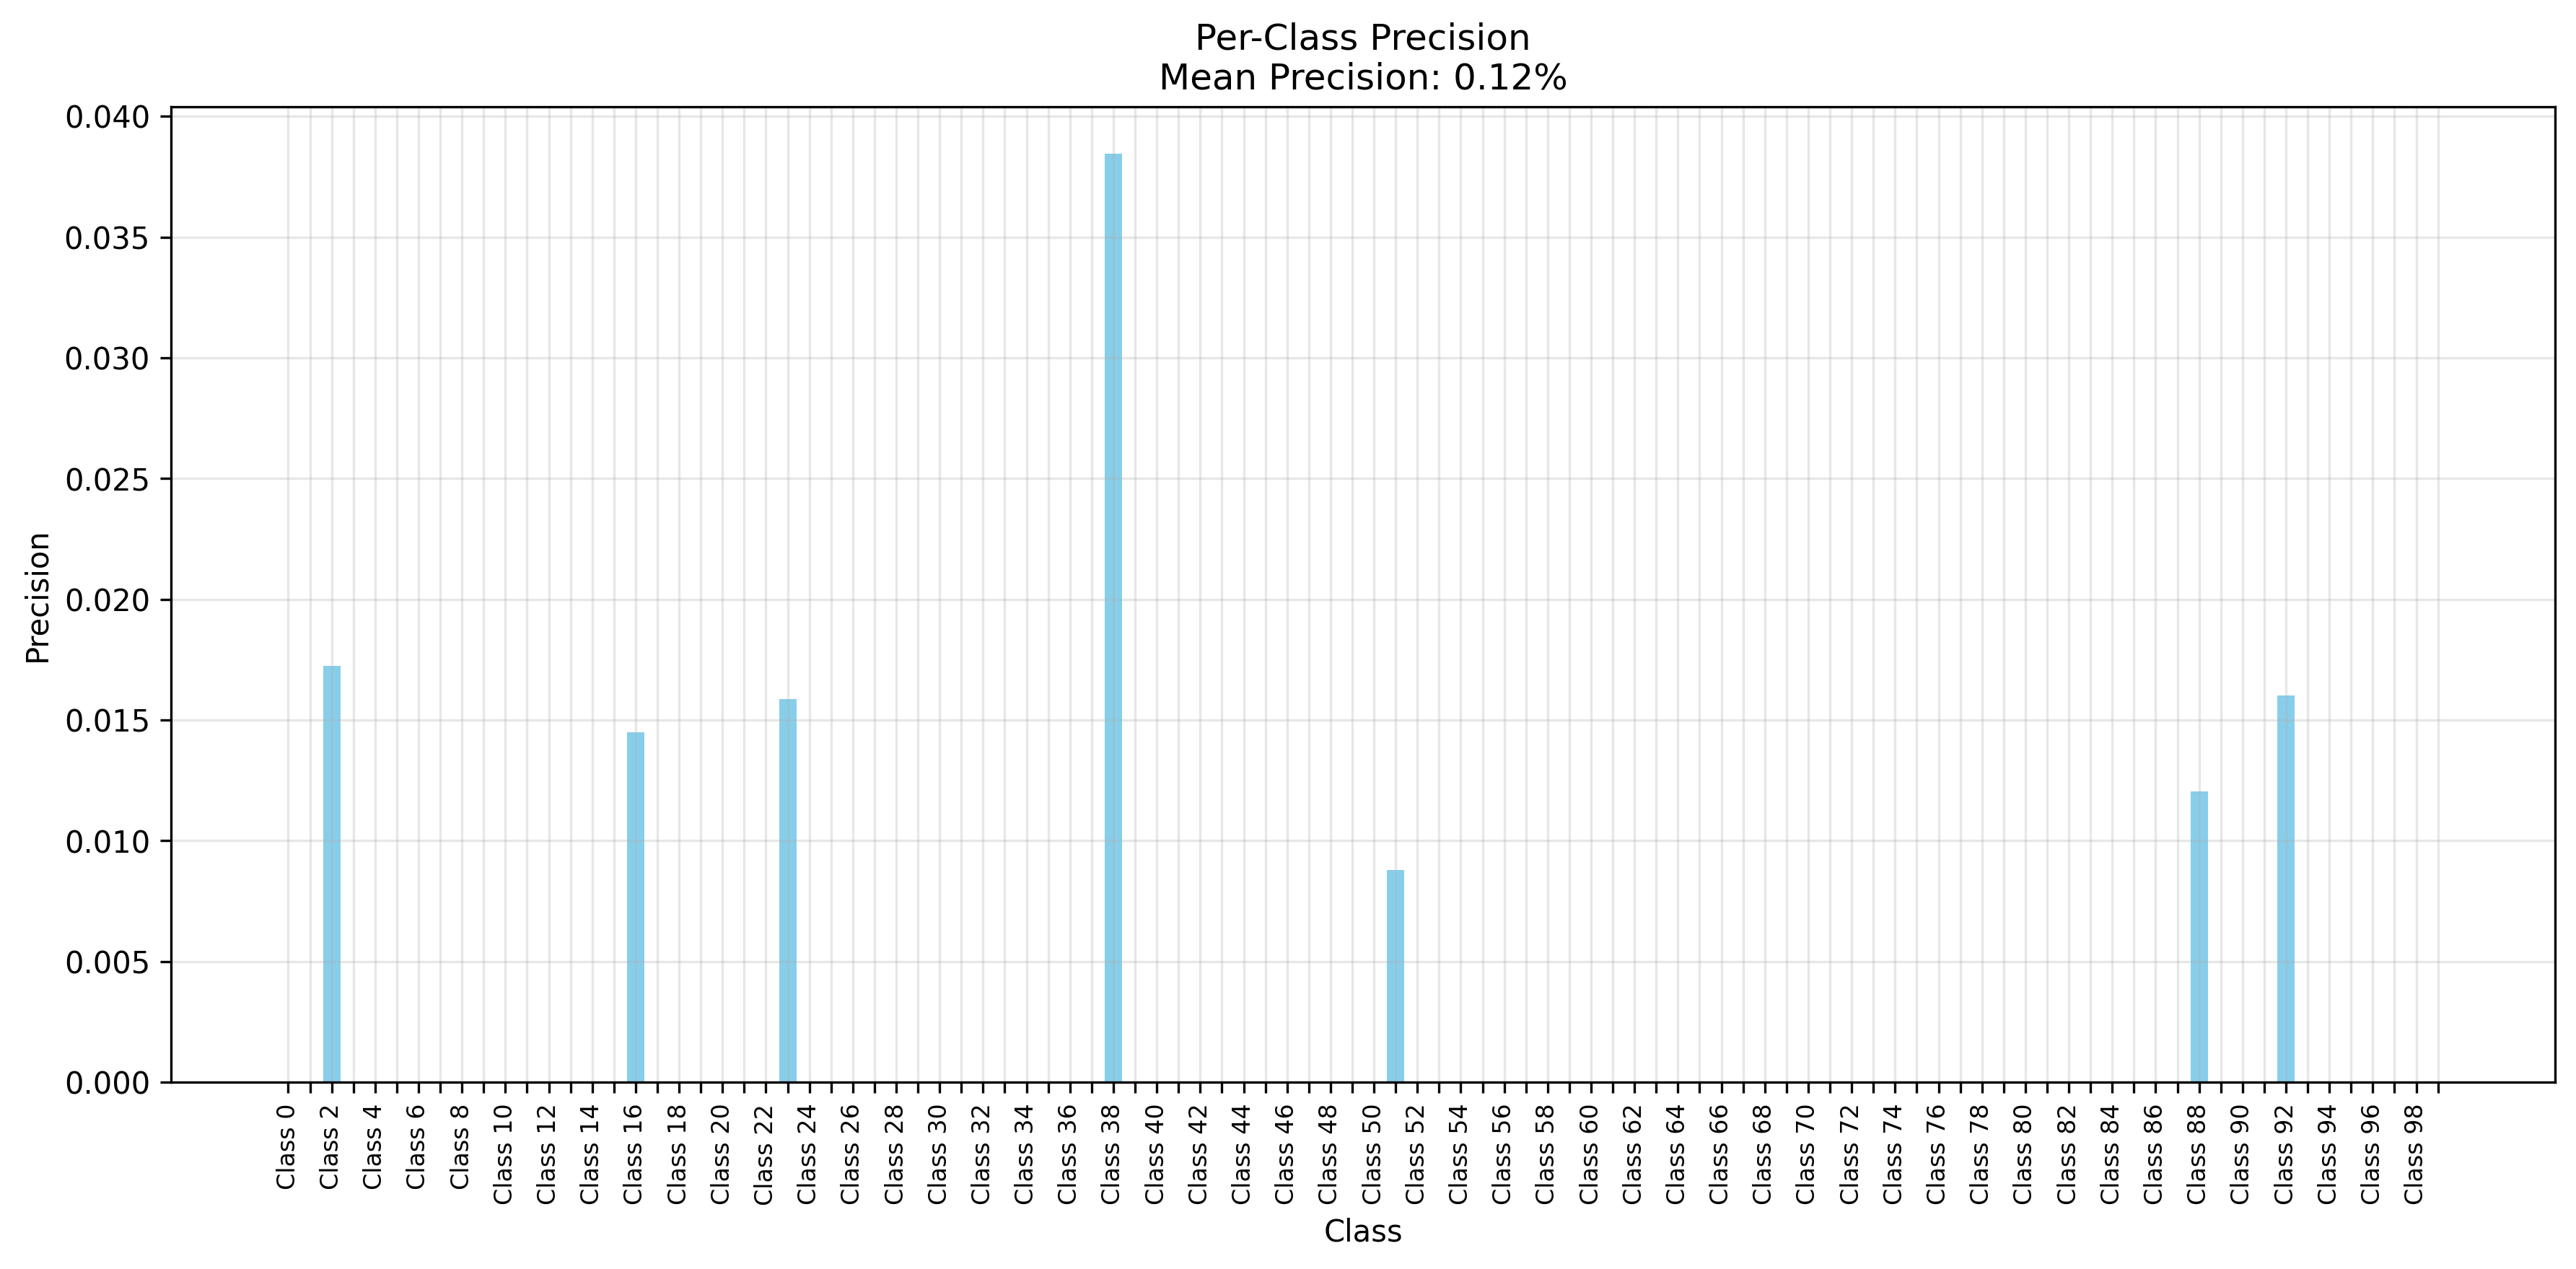 Per-Class Precision
Mean Precision: 0.12%
0.040
0.035
0.030
0.025
0.020
0.015
0.010
0.005
0.000
Precision
Class 0
Class 2
Class 4
Class 6
Class 8
Class 10
Class 12
Class 14
Class 16
Class 18
Class 20
Class 22
Class 24
Class 26
Class 28
Class 30
Class 32
Class 34
Class 36
Class 38
Class 40
Class 42
Class 44
Class 46
Class 48
Class 50
Class 52
Class 54
Class 56
Class 58
Class 60
Class 62
Class 64
Class 66
Class 68
Class 70
Class 72
Class 74
Class 76
Class 78
Class 80
Class 82
Class 84
Class 86
Class 88
Class 90
Class 92
Class 94
Class 96
Class 98
Class